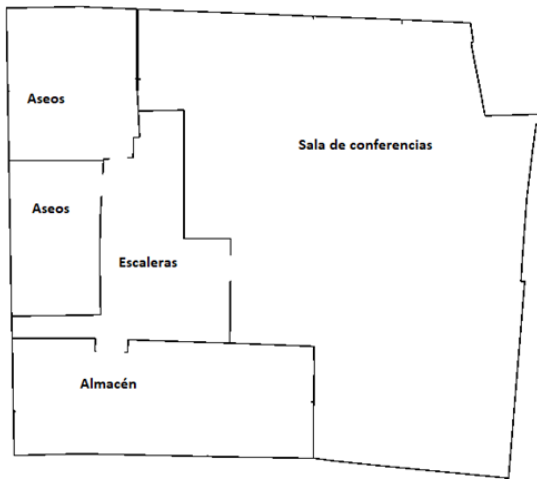 Aseos
Sala de conferencias
Aseos
Escaleras
Almacén